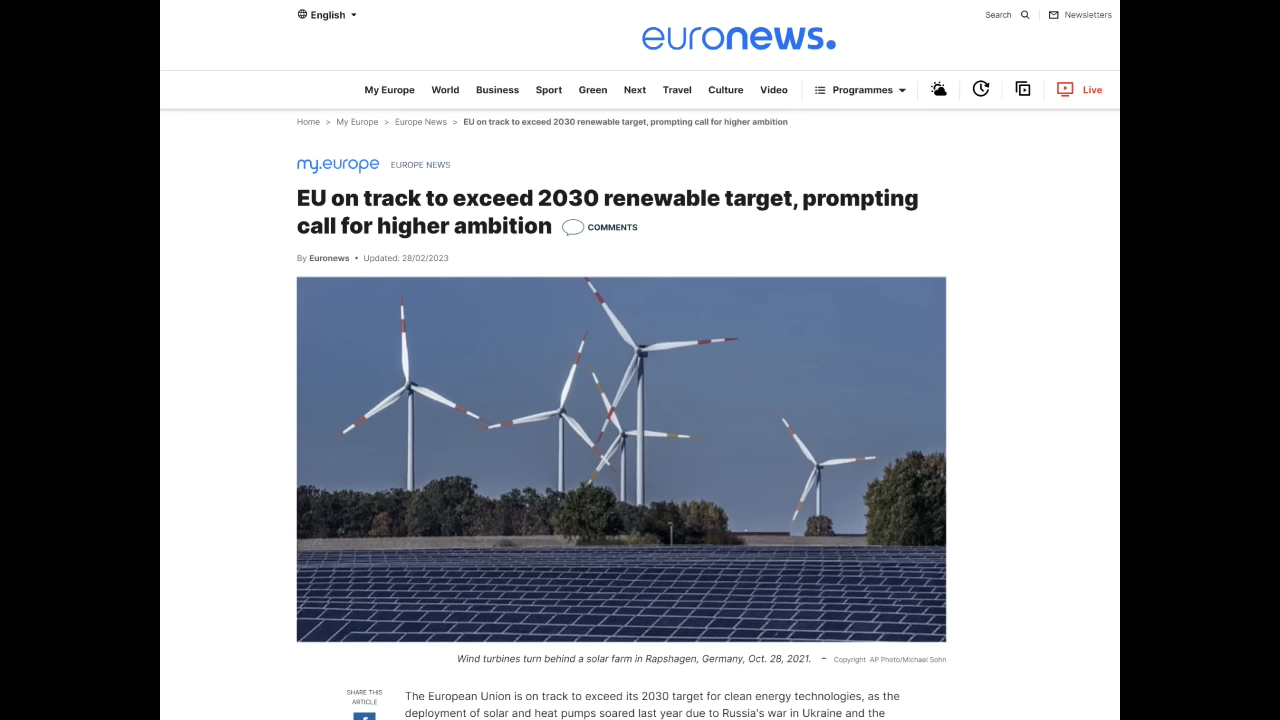 English
Search
Newsletters
euronews.
My Europe World Business Sport Green Next Travel Culture Video Programmes Live
Home > My Europe > Europe News > EU on track to exceed 2030 renewable target, prompting call for higher ambition
my.europe EUROPE NEWS
EU on track to exceed 2030 renewable target, prompting
call for higher ambition COMMENTS
By Euronews • Updated: 28/02/2023
Wind turbines turn behind a solar farm in Rapshagen, Germany, Oct. 28, 2021. - Copyright AP Photo/Michael Sohn
SHARE THIS
ARTICLE
The European Union is on track to exceed its 2030 target for clean energy technologies, as the
deployment of solar and heat pumps soared last year due to Russia's war in Ukraine and the